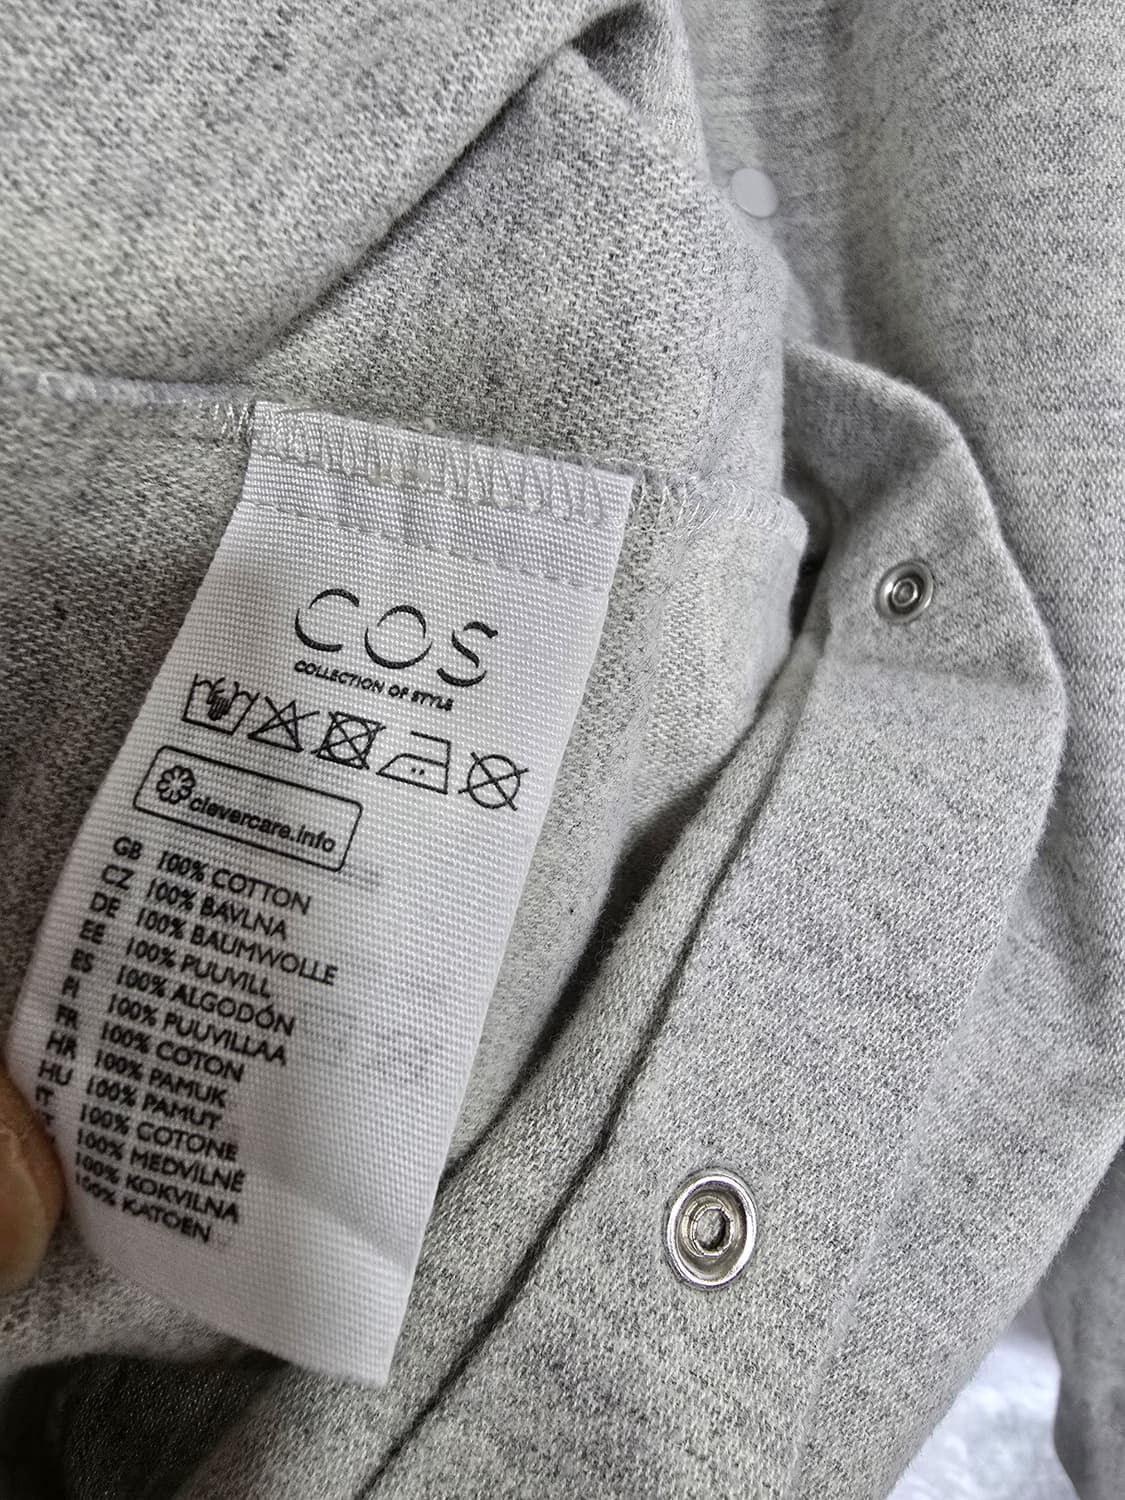 COS
COLLECTION OF STYLE
clevercare.info
GB 100% COTTON
CZ 100% BAVLNA
DE 100% BAUMWOLLE
EE 100% PUUVILL
ES 100% ALGODÓN
FI 100% PUUVILLAA
FR 100% COTON
HR 100% PAMUK
HU 100% PAMUT
IT 100% COTONE
100% MEDVILNĖ
100% KOKVILNA
100% KATOEN